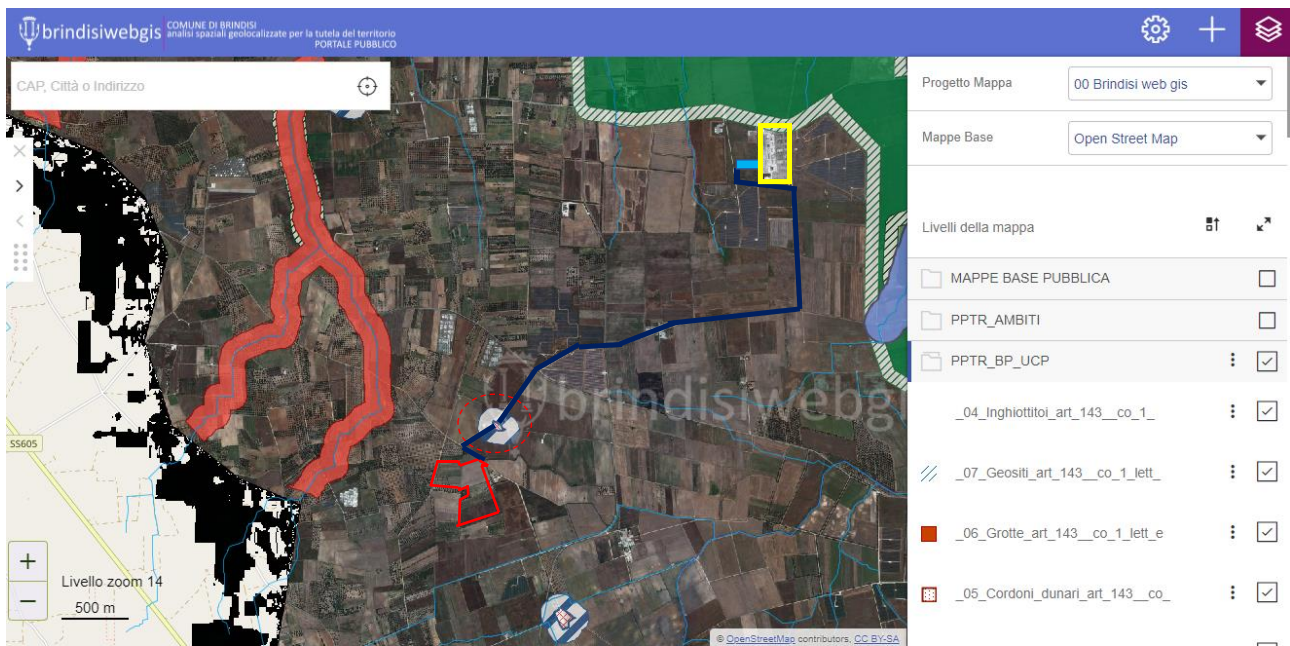 brindisiwebgis
COMUNE DI BRINDISI
analisi spaziali geolocalizzate per la tutela del territorio
PORTALE PUBBLICO
CAP, Città o Indirizzo
SS605
brindisiwebg
Livello zoom 14
500 m
© OpenStreetMap contributors, CC BY-SA
Progetto Mappa
00 Brindisi web gis
Mappe Base
Open Street Map
Livelli della mappa
MAPPE BASE PUBBLICA
PPTR_AMBITI
PPTR_BP_UCP
_04_Inghiottitoi_art_143__co_1_
_07_Geositi_art_143__co_1_lett_
_06_Grotte_art_143__co_1_lett_e
_05_Cordoni_dunari_art_143__co_